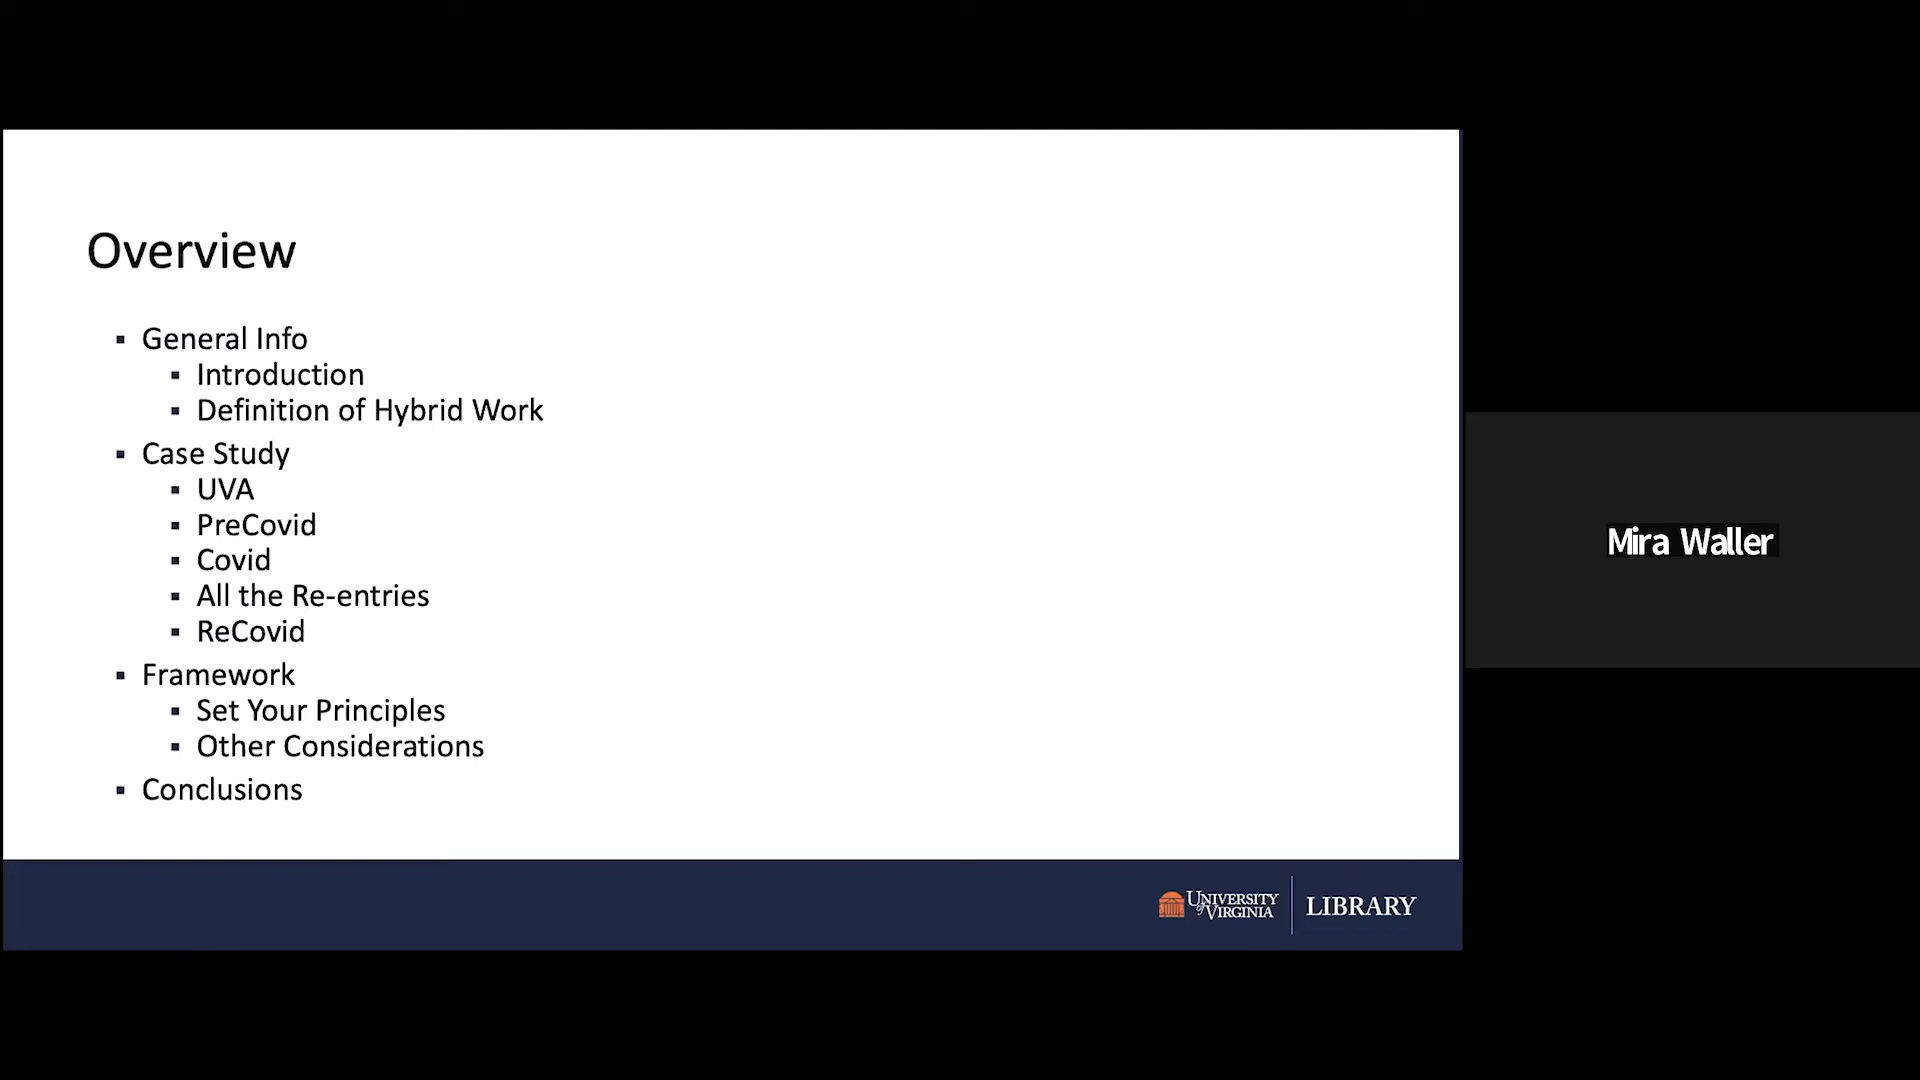 Overview
▪ General Info
▪ Introduction
▪ Definition of Hybrid Work
▪ Case Study
▪ UVA
▪ PreCovid
▪ Covid
▪ All the Re-entries
▪ ReCovid
▪ Framework
▪ Set Your Principles
▪ Other Considerations
▪ Conclusions
Mira Waller
UNIVERSITY
of VIRGINIA
LIBRARY